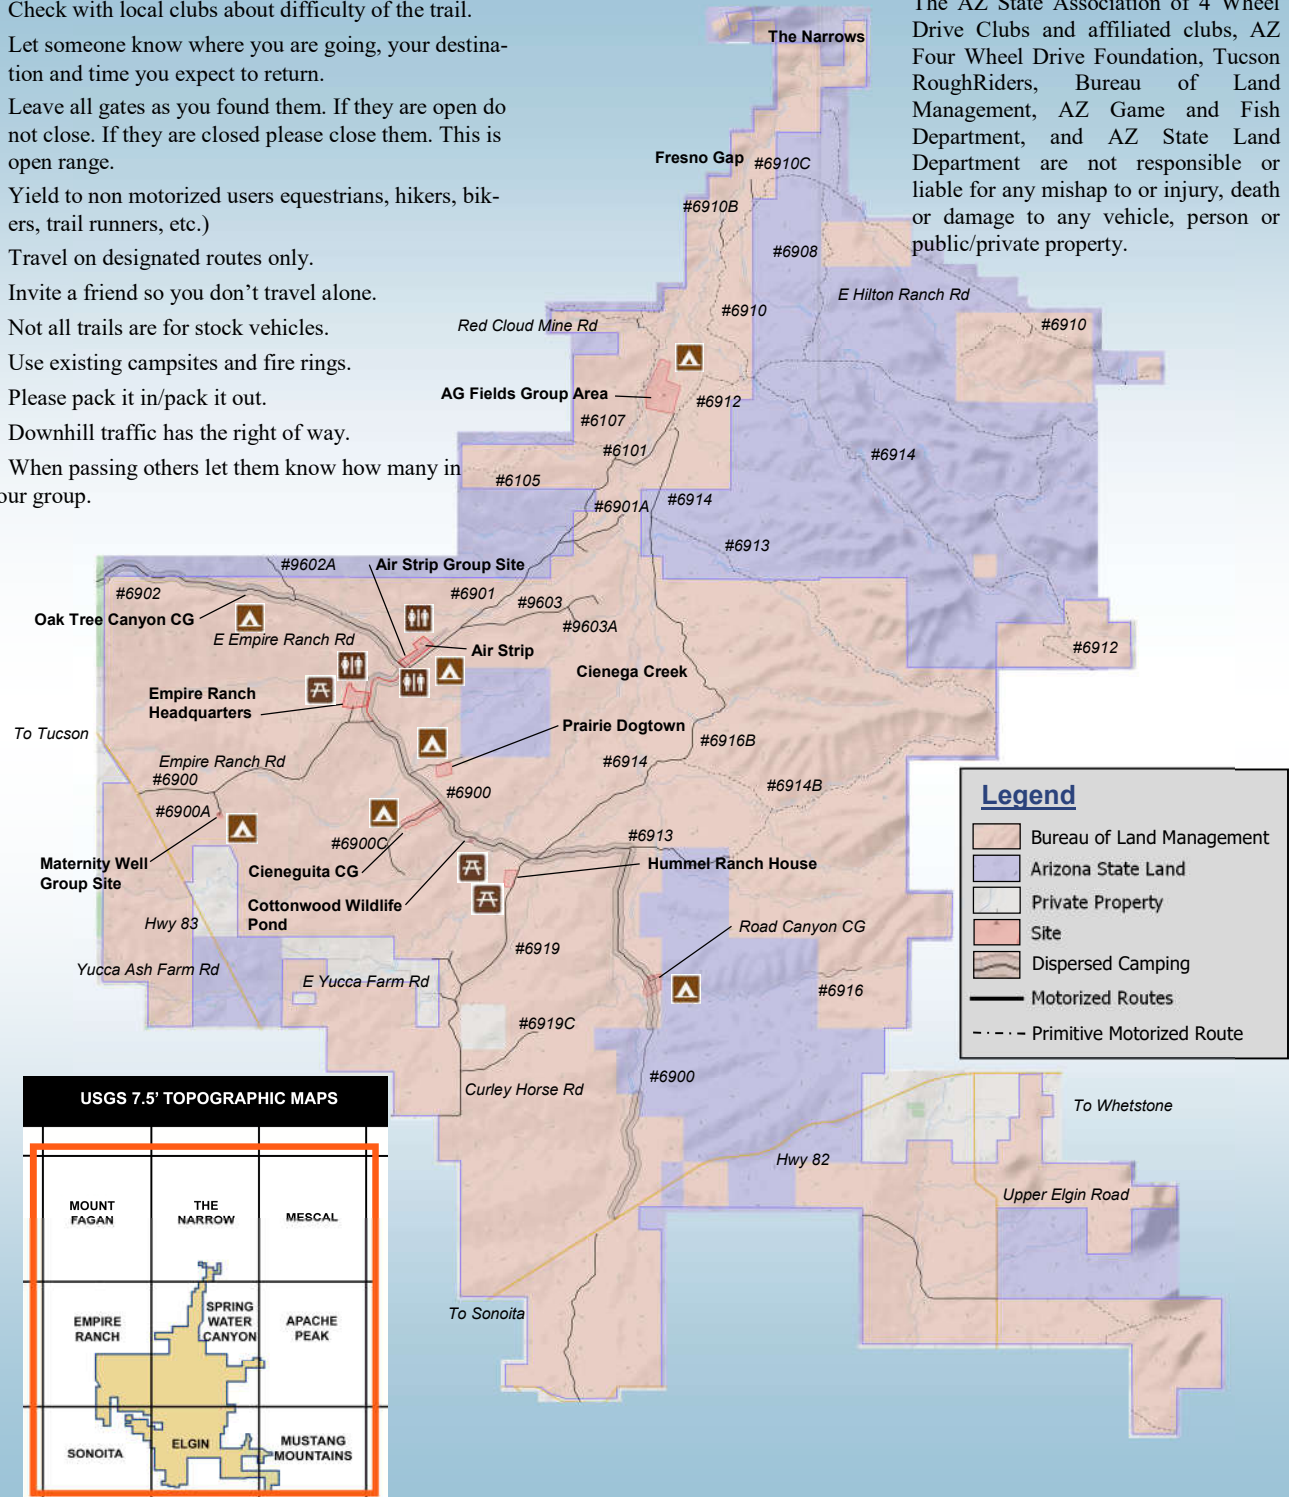 Check with local clubs about difficulty of the trail.
Let someone know where you are going, your destina-
tion and time you expect to return.
Leave all gates as you found them. If they are open do
not close. If they are closed please close them. This is
open range.
Yield to non motorized users equestrians, hikers, bik-
ers, trail runners, etc.)
Travel on designated routes only.
Invite a friend so you don't travel alone.
Not all trails are for stock vehicles.
Use existing campsites and fire rings.
Please pack it in/pack it out.
Downhill traffic has the right of way.
When passing others let them know how many in
our group.
The AZ State Association of 4 Wheel
Drive Clubs and affiliated clubs, AZ
Four Wheel Drive Foundation, Tucson
RoughRiders, Bureau of Land
Management, AZ Game and Fish
Department, and AZ State Land
Department are not responsible or
liable for any mishap to or injury, death
or damage to any vehicle, person or
public/private property.
The Narrows
Fresno Gap
#6910C
#6910B
#6908
E Hilton Ranch Rd
#6910
#6910
Red Cloud Mine Rd
AG Fields Group Area
#6912
#6107
#6101
#6914
#6105
#6901A
#6914
#6913
#9602A
Air Strip Group Site
#6902
#6901
#9603
Oak Tree Canyon CG
#9603A
E Empire Ranch Rd
Air Strip
#6912
Cienega Creek
Empire Ranch
Headquarters
Prairie Dogtown
To Tucson
#6916B
Empire Ranch Rd
#6914
#6900
#6914B
#6900
#6900A
#6900C
#6913
Maternity Well
Group Site
Cieneguita CG
Hummel Ranch House
Cottonwood Wildlife
Pond
Hwy 83
Road Canyon CG
#6919
Yucca Ash Farm Rd
E Yucca Farm Rd
#6916
#6919C
#6900
Curley Horse Rd
To Whetstone
Hwy 82
Upper Elgin Road
To Sonoita
Legend
Bureau of Land Management
Arizona State Land
Private Property
Site
Dispersed Camping
Motorized Routes
Primitive Motorized Route
USGS 7.5' TOPOGRAPHIC MAPS
MOUNT
FAGAN
THE
NARROW
MESCAL
EMPIRE
RANCH
SPRING
WATER
CANYON
APACHE
PEAK
SONOITA
ELGIN
MUSTANG
MOUNTAINS